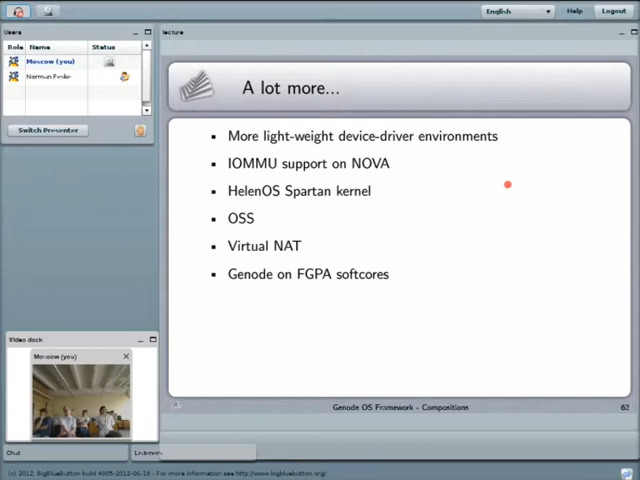 English
Help
Logout
Users
Role Name Status
Moscow (you)
Norman Feske
Switch Presenter
lecture
A lot more...
More light-weight device-driver environments
IOMMU support on NOVA
HelenOS Spartan kernel
OSS
Virtual NAT
Genode on FGPA softcores
Genode OS Framework - Compositions
62
Video dock
Moscow (you)
Chat
Listeners
(c) 2012, BigBlueButton build 4005-2012-06-19 - For more information see http://www.bigbluebutton.org/